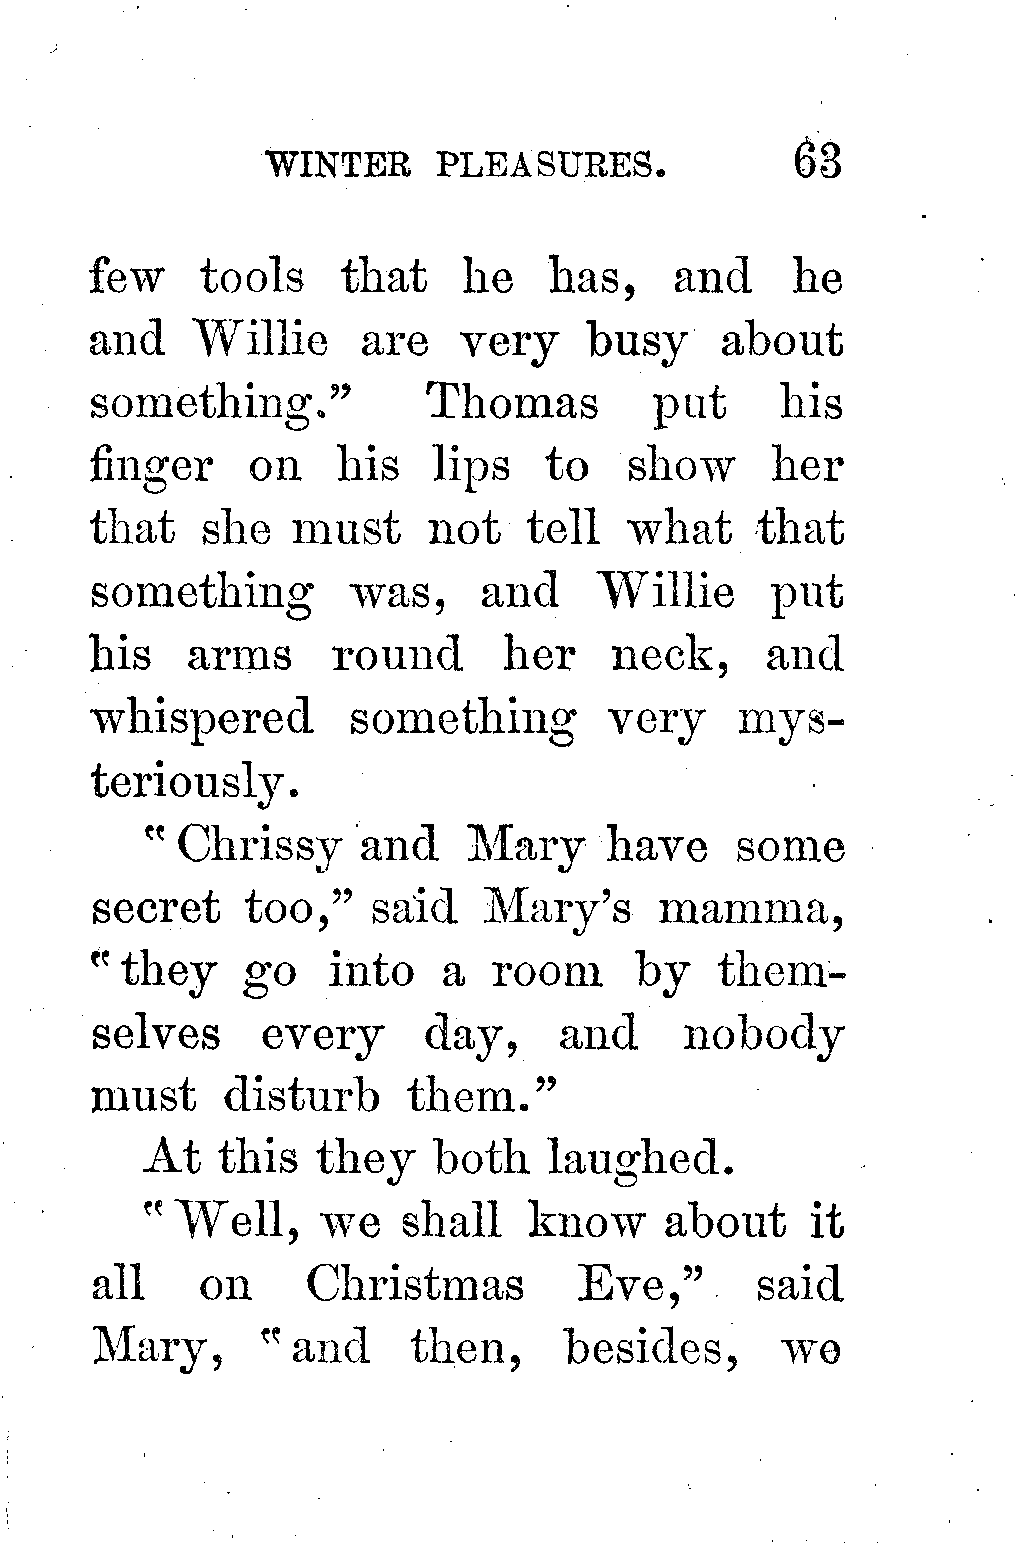 WINTER PLEASURES. 63
few tools that he has, and he
and Willie are very busy about
something.” Thomas put his
finger on his lips to show her
that she must not tell what that
something was, and Willie put
his arms round her neck, and
whispered something very mys-
teriously.
“Chrissy and Mary have some
secret too,” said Mary’s mamma,
“they go into a room by them-
selves every day, and nobody
must disturb them.”
At this they both laughed.
“Well, we shall know about it
all on Christmas Eve,” said
Mary, “and then, besides, we